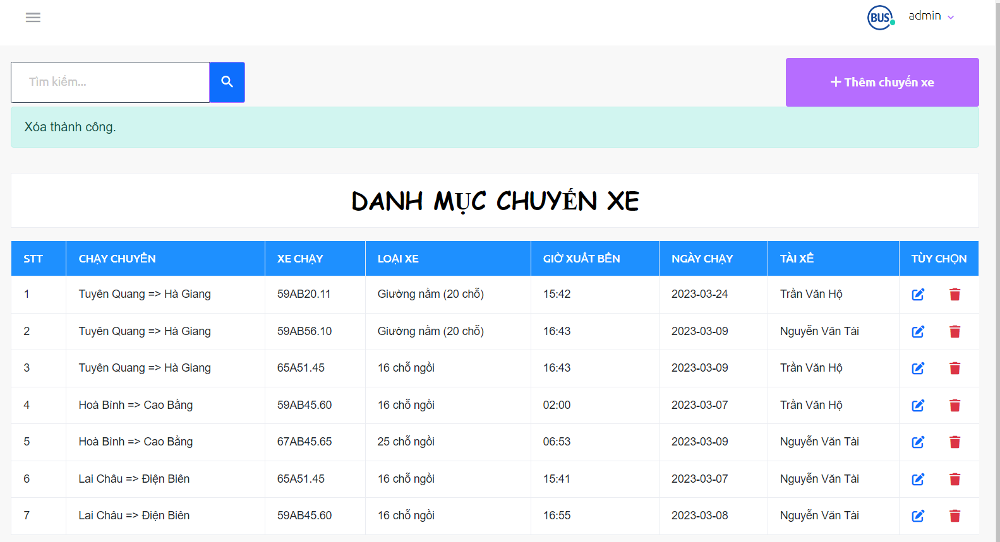 BUS admin
Tìm kiếm...
+ Thêm chuyến xe
Xóa thành công.
DANH MỤC CHUYẾN XE
STT CHẠY CHUYẾN XE CHẠY LOẠI XE GIỜ XUẤT BẾN NGÀY CHẠY TÀI XẾ TÙY CHỌN
1 Tuyên Quang => Hà Giang 59AB20.11 Giường nằm (20 chỗ) 15:42 2023-03-24 Trần Văn Hộ
2 Tuyên Quang => Hà Giang 59AB56.10 Giường nằm (20 chỗ) 16:43 2023-03-09 Nguyễn Văn Tài
3 Tuyên Quang => Hà Giang 65A51.45 16 chỗ ngồi 16:43 2023-03-09 Trần Văn Hộ
4 Hoà Bình => Cao Bằng 59AB45.60 16 chỗ ngồi 02:00 2023-03-07 Trần Văn Hộ
5 Hoà Bình => Cao Bằng 67AB45.65 25 chỗ ngồi 06:53 2023-03-09 Nguyễn Văn Tài
6 Lai Châu => Điện Biên 65A51.45 16 chỗ ngồi 15:41 2023-03-07 Nguyễn Văn Tài
7 Lai Châu => Điện Biên 59AB45.60 16 chỗ ngồi 16:55 2023-03-08 Nguyễn Văn Tài